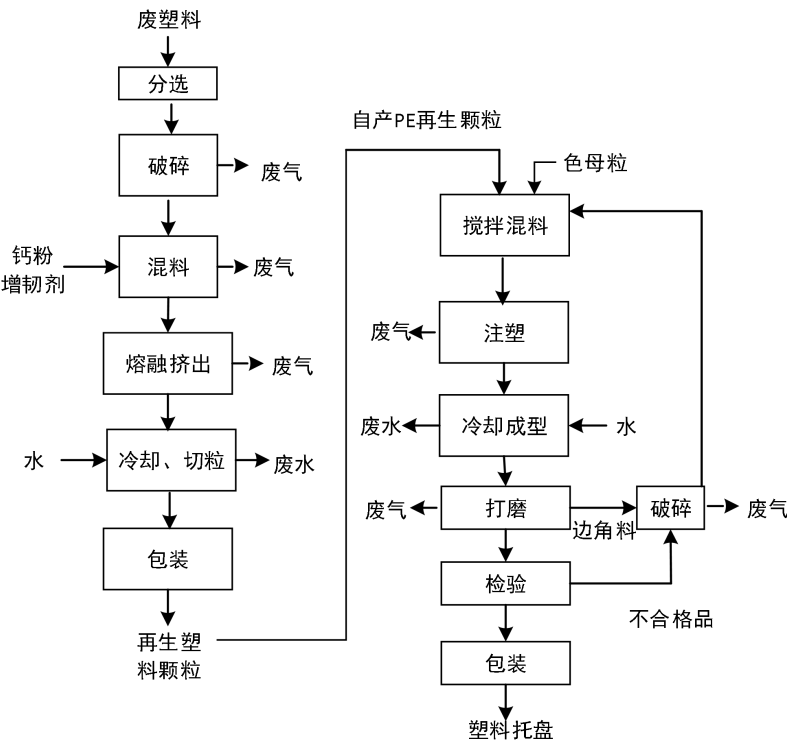 废塑料
分选
破碎
废气
钙粉
增韧剂
混料
废气
熔融挤出
废气
水
冷却、切粒
废水
包装
再生塑
料颗粒
自产PE再生颗粒
色母粒
搅拌混料
废气
注塑
废水
冷却成型
水
废气
打磨
边角料
破碎
废气
检验
不合格品
包装
塑料托盘